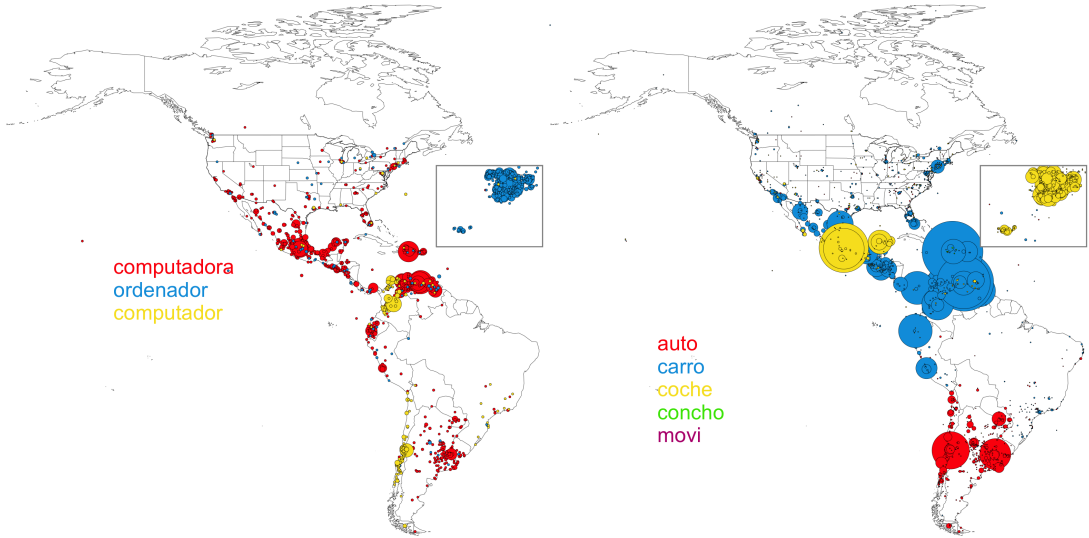 computadora
ordenador
computador
auto
carro
coche
concho
movi